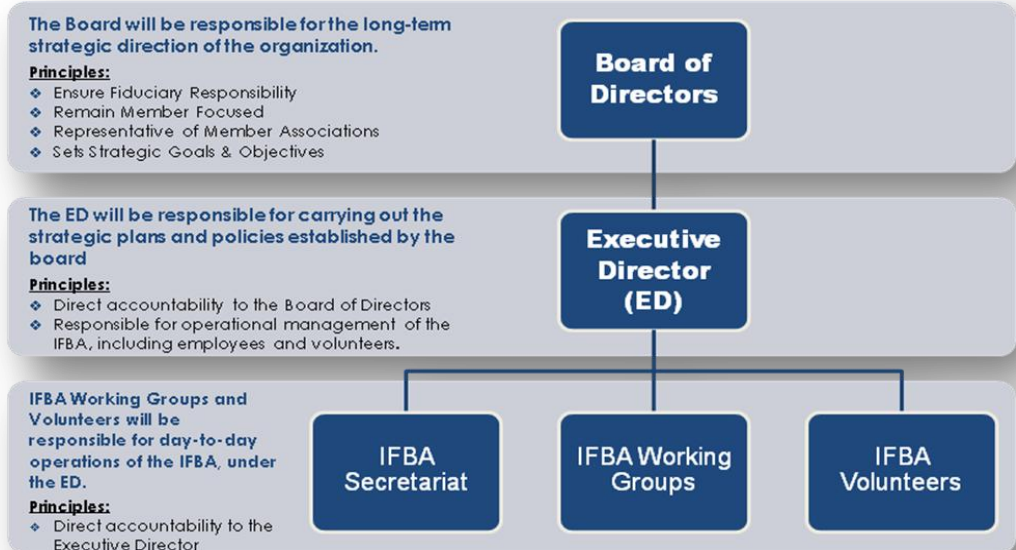 The Board will be responsible for the long-term
strategic direction of the organization.
Principles:
❖ Ensure Fiduciary Responsibility
❖ Remain Member Focused
❖ Representative of Member Associations
❖ Sets Strategic Goals & Objectives
Board of
Directors
The ED will be responsible for carrying out the
strategic plans and policies established by the
board
Principles:
❖ Direct accountability to the Board of Directors
❖ Responsible for operational management of the
IFBA, including employees and volunteers.
Executive
Director
(ED)
IFBA Working Groups and
Volunteers will be
responsible for day-to-day
operations of the IFBA, under
the ED.
Principles:
❖ Direct accountability to the
Executive Director
IFBA
Secretariat
IFBA Working
Groups
IFBA
Volunteers